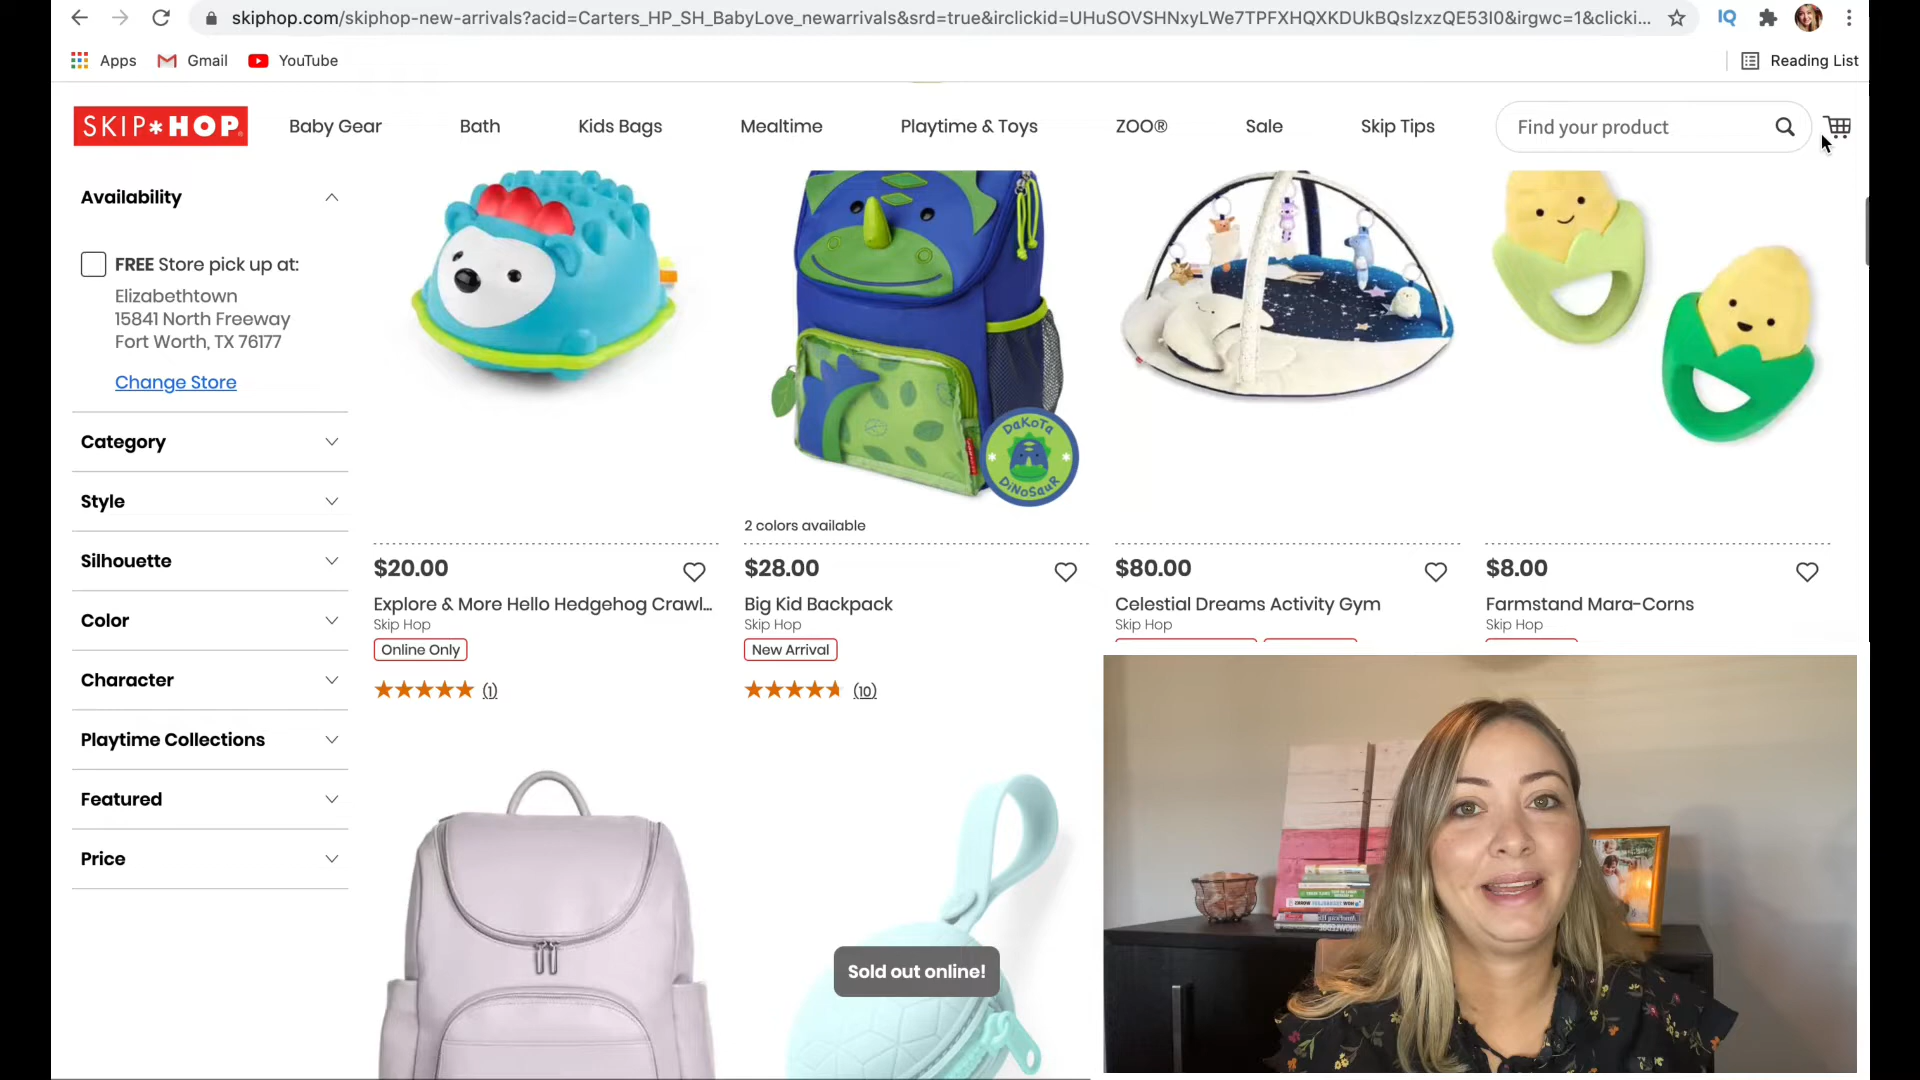 skiphop.com/skiphop-new-arrivals?acid=Carters_HP_SH_BabyLove_newarrivals&srd=true&irclickid=UHuSOVSHNxyLWe7TPFXHQXKDUkBQslzxzQE53I0&irgwc=1&clicki...
IQ
Apps
Gmail
YouTube
Reading List
SKIP*HOP
Baby Gear
Bath
Kids Bags
Mealtime
Playtime & Toys
ZOO®
Sale
Skip Tips
Find your product
Availability
FREE Store pick up at:
Elizabethtown
15841 North Freeway
Fort Worth, TX 76177
Change Store
Category
Style
Silhouette
Color
Character
Playtime Collections
Featured
Price
DAKOTA
DINOSAUR
2 colors available
$20.00
Explore & More Hello Hedgehog Crawl...
Skip Hop
Online Only
(1)
$28.00
Big Kid Backpack
Skip Hop
New Arrival
(10)
$80.00
Celestial Dreams Activity Gym
Skip Hop
$8.00
Farmstand Mara-Corns
Skip Hop
Sold out online!